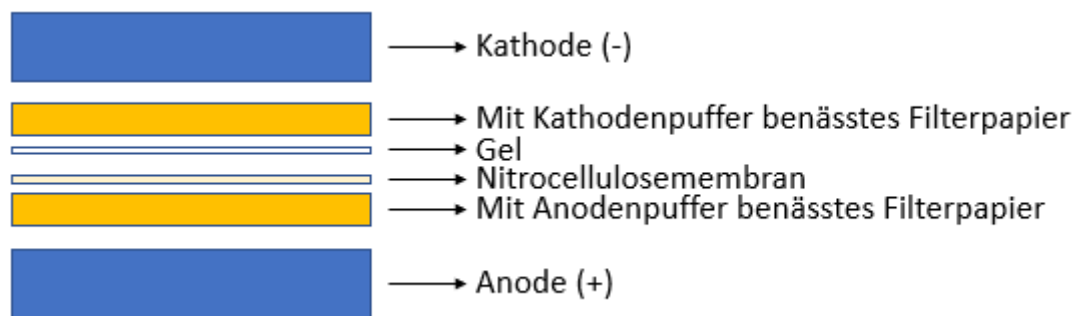 Kathode (-)
Mit Kathodenpuffer benässtes Filterpapier
Gel
Nitrocellulosemembran
Mit Anodenpuffer benässtes Filterpapier
Anode (+)